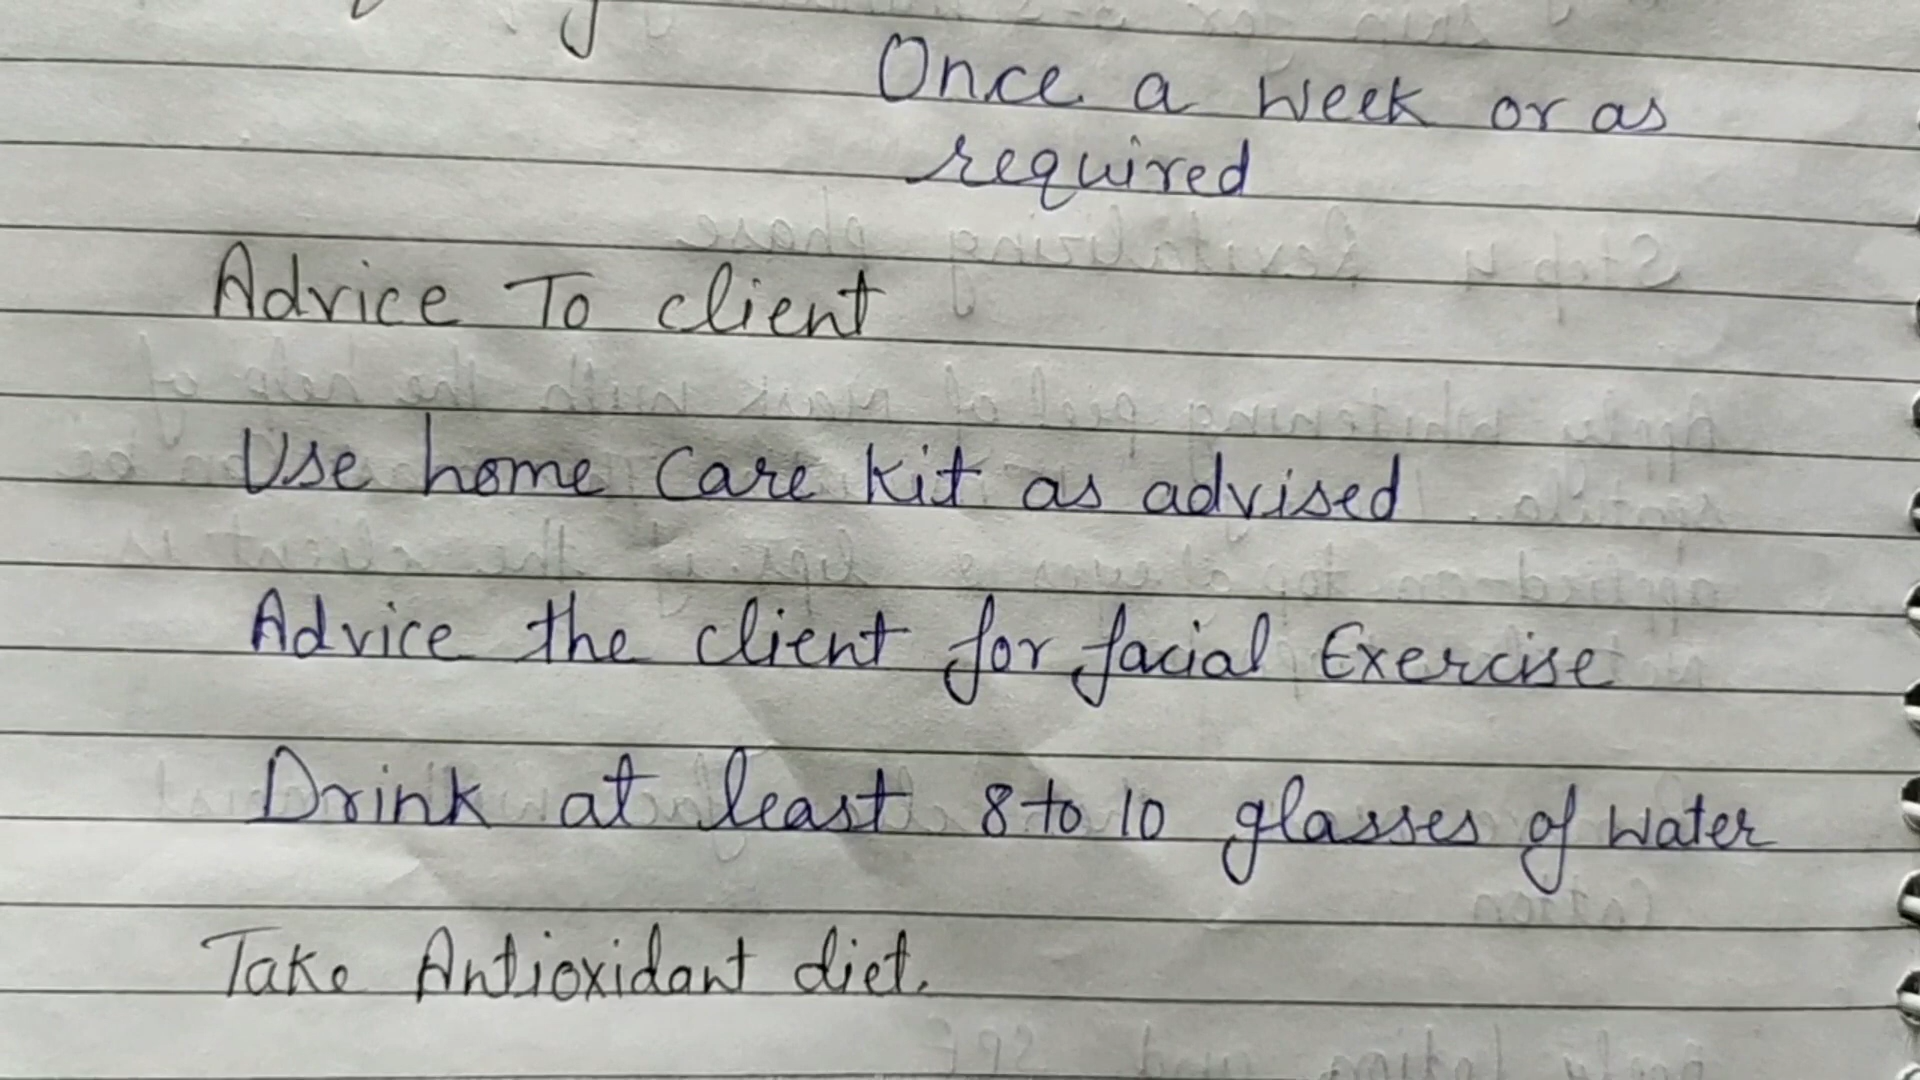 Once a week or as
required
Advice To client
Use home Care kit as advised
Advice the client for facial Exercise
Drink at least 8 to 10 glasses of water
Take Antioxidant diet.